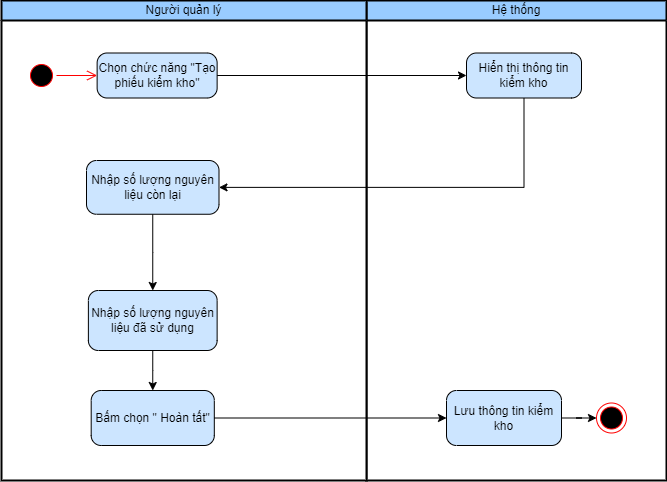 Người quản lý
Hệ thống
Chọn chức năng "Tạo
phiếu kiểm kho"
Hiển thị thông tin
kiểm kho
Nhập số lượng nguyên
liệu còn lại
Nhập số lượng nguyên
liệu đã sử dụng
Bấm chọn " Hoàn tất"
Lưu thông tin kiểm
kho